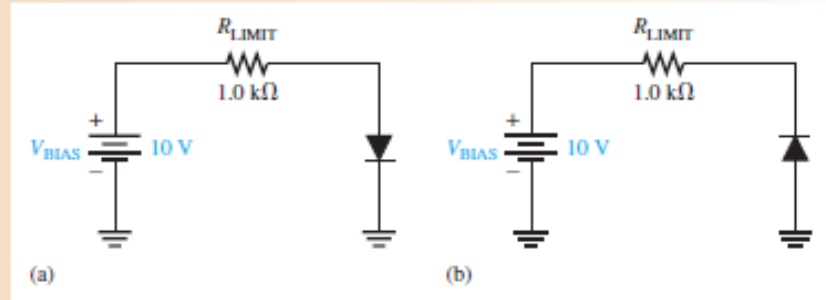 R_LIMIT
1.0 kΩ
+
V_BIAS
10 V
−
(a)
R_LIMIT
1.0 kΩ
+
V_BIAS
10 V
−
(b)